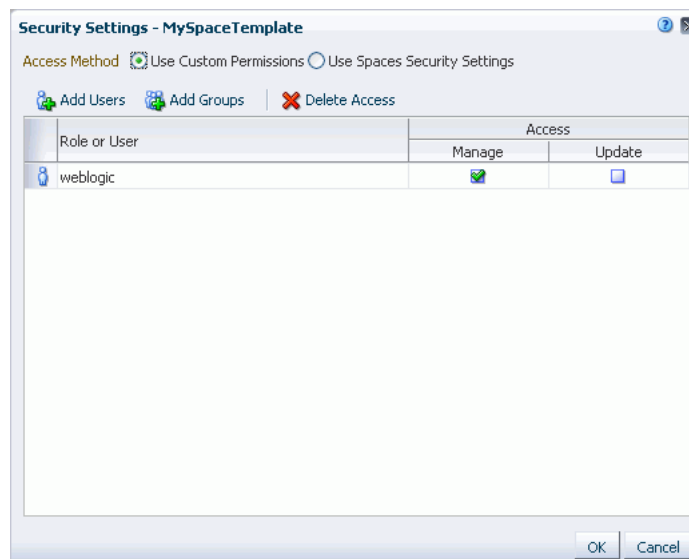 Security Settings - MySpaceTemplate
Access Method Use Custom Permissions Use Spaces Security Settings
Add Users Add Groups Delete Access
Role or User
Access
Manage Update
weblogic
OK Cancel